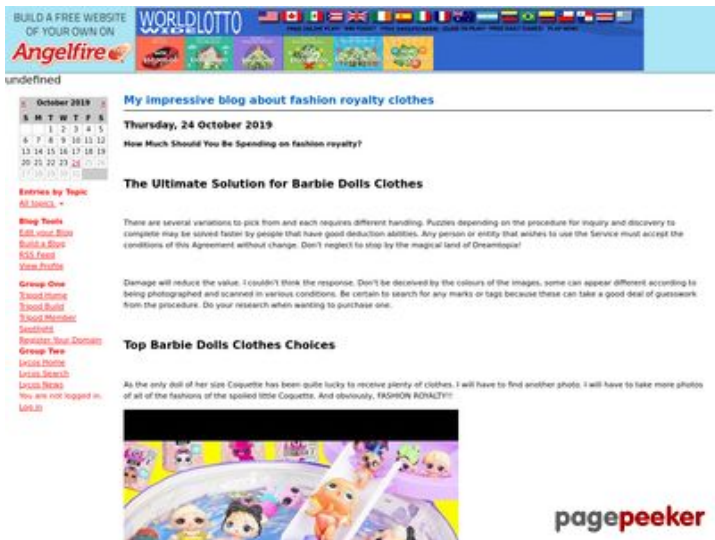 BUILD A FREE WEBSITE
OF YOUR OWN ON
Angelfire
WORLDLOTTO
WIDE
undefined
« October 2019 »
S M T W T F S
1 2 3 4 5
6 7 8 9 10 11 12
13 14 15 16 17 18 19
20 21 22 23 24 25 26
27 28 29 30 31
Entries by Topic
All topics
Blog Tools
Edit your Blog
Build a Blog
RSS Feed
View Profile
Group One
Tripod Home
Tripod Build
Tripod Member
Spotlight
Register Your Domain
Group Two
Lycos Home
Lycos Search
Lycos News
You are not logged in.
Log in
My impressive blog about fashion royalty clothes
Thursday, 24 October 2019
How Much Should You Be Spending on fashion royalty?
The Ultimate Solution for Barbie Dolls Clothes
There are several variations to pick from and each requires different handling. Puzzles depending on the procedure for inquiry and discovery to
complete may be solved faster by people that have good deduction abilities. Any person or entity that wishes to use the Service must accept the
conditions of this Agreement without change. Don't neglect to stop by the magical land of Dreamtopia!
Damage will reduce the value. I couldn't think the response. Don't be deceived by the colours of the images, some can appear different according to
being photographed and scanned in various conditions. Be certain to search for any marks or tags because these can take a good deal of guesswork
from the procedure. Do your research when wanting to purchase one.
Top Barbie Dolls Clothes Choices
As the only doll of her size Coquette has been quite lucky to receive plenty of clothes. I will have to find another photo. I will have to take more photos
of all of the fashions of the spoiled little Coquette. And obviously, FASHION ROYALTY!!!
pagepeeker